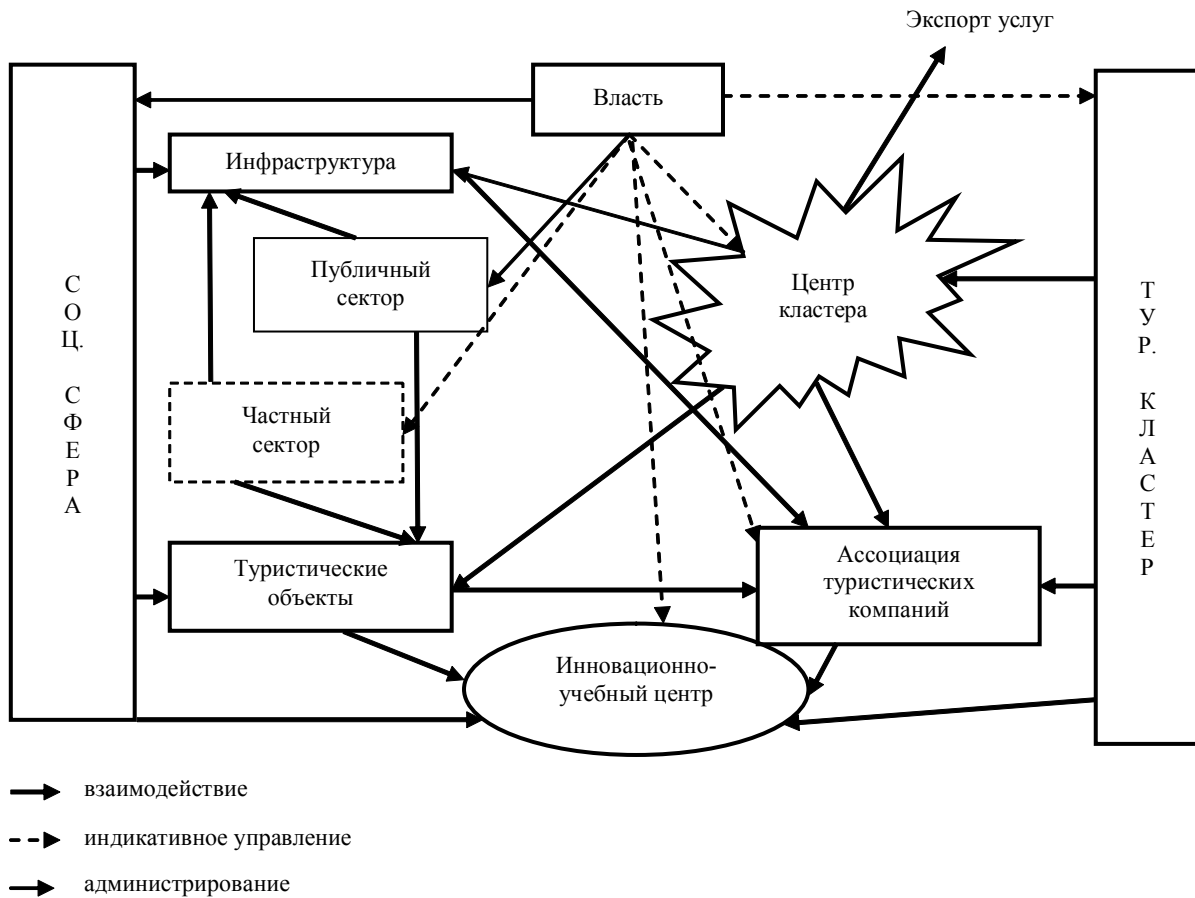 Экспорт услуг
Власть
Инфраструктура
Публичный
сектор
Центр
кластера
Частный
сектор
Туристические
объекты
Ассоциация
туристических
компаний
Инновационно-
учебный центр
С
О
Ц.
С
Ф
Е
Р
А
Т
У
Р.
К
Л
А
С
Т
Е
Р
взаимодействие
индикативное управление
администрирование